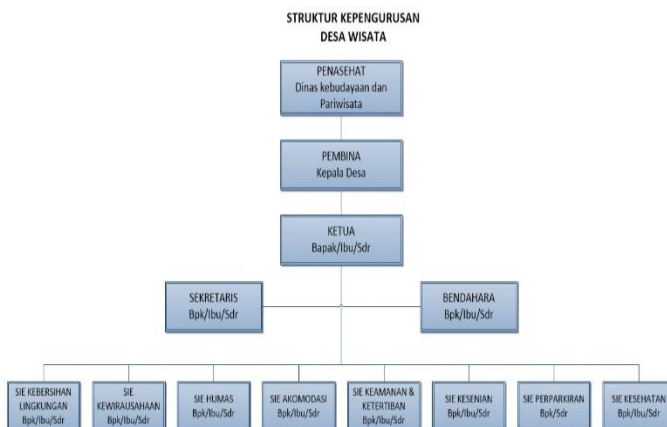 STRUKTUR KEPENGURUSAN
DESA WISATA
PENASEHAT
Dinas kebudayaan dan
Pariwisata
PEMBINA
Kepala Desa
KETUA
Bapak/Ibu/Sdr
SEKRETARIS
Bpk/Ibu/Sdr
BENDAHARA
Bpk/Ibu/Sdr
SIE KEBERSIHAN
LINGKUNGAN
Bpk/Ibu/Sdr
SIE
KEWIRAUSAHAAN
Bpk/Ibu/Sdr
SIE HUMAS
Bpk/Ibu/Sdr
SIE AKOMODASI
Bpk/Ibu/Sdr
SIE KEAMANAN &
KETERTIBAN
Bpk/Ibu/Sdr
SIE KESENIAN
Bpk/Ibu/Sdr
SIE PERPARKIRAN
Bpk/Sdr
SIE KESEHATAN
Bpk/Ibu/Sdr